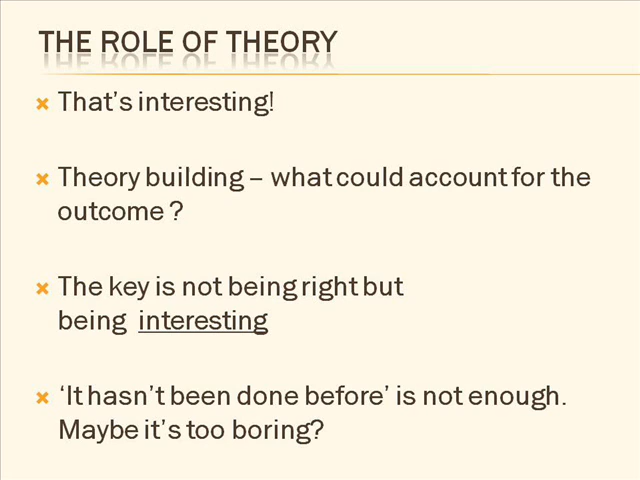 THE ROLE OF THEORY
That's interesting!
Theory building – what could account for the
outcome ?
The key is not being right but
being interesting
‘It hasn’t been done before’ is not enough.
Maybe it’s too boring?